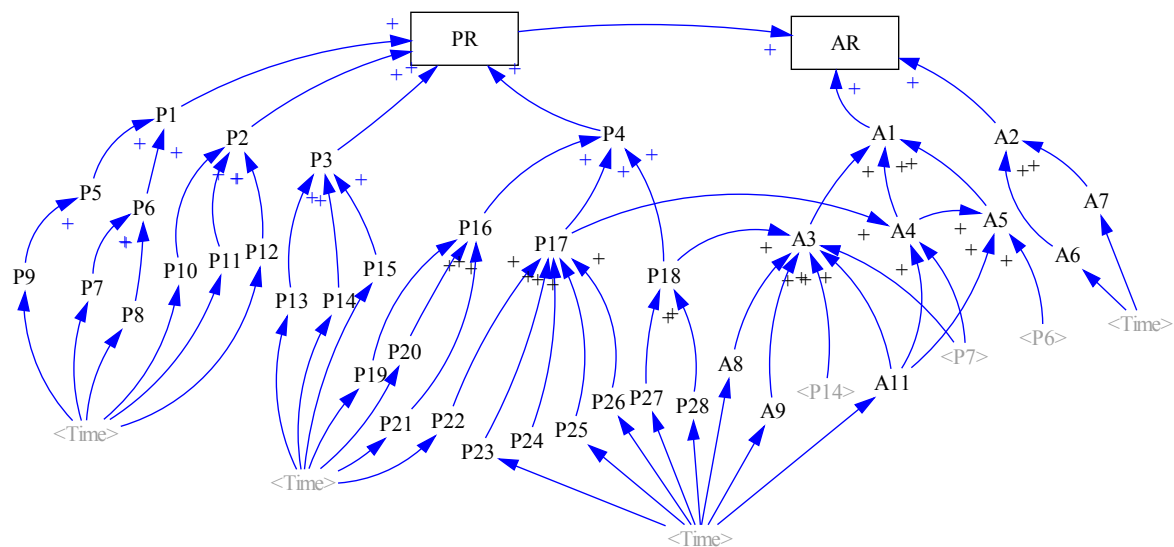 PR
AR
P1
P2
P3
P4
A1
A2
P5
P6
P16
P17
P18
A3
A4
A5
A6
A7
P9
P7
P8
P10
P11
P12
P13
P14
P15
<P7>
<P6>
<Time>
P19
P20
P21
P22
P23
P24
P25
P26
P27
P28
A8
A9
<P14>
A11
<Time>
<Time>
<Time>